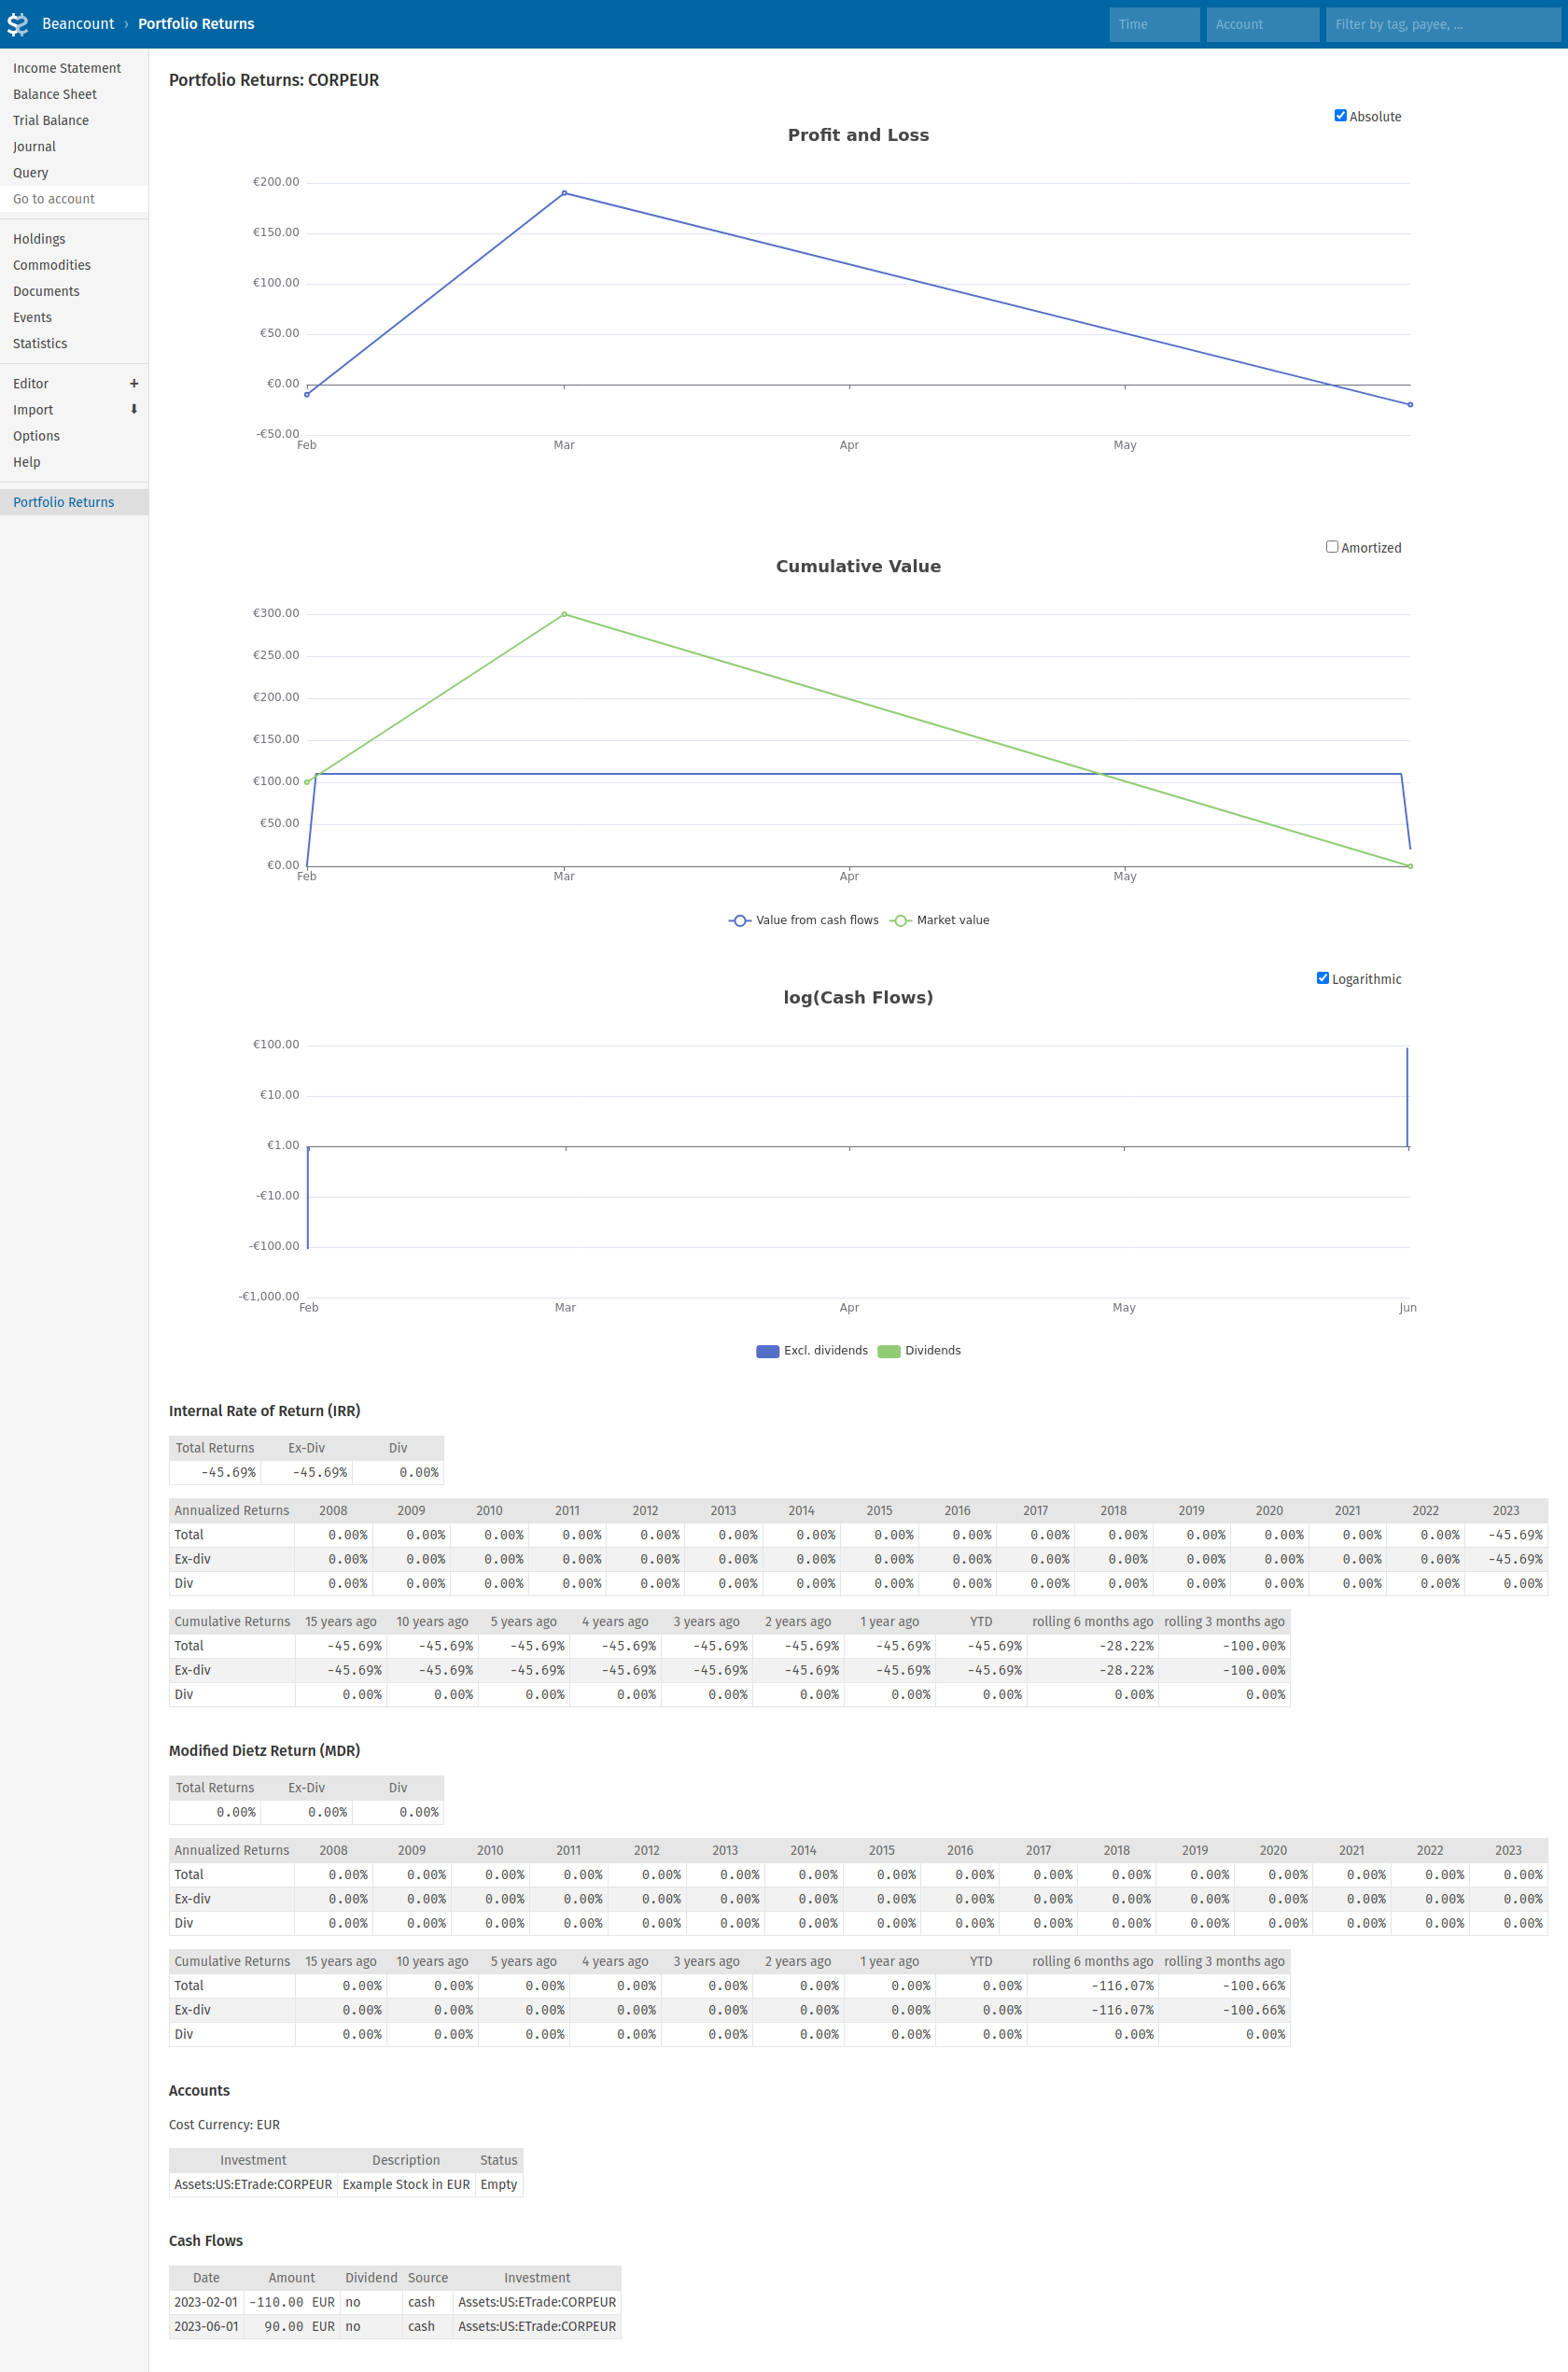 Beancount › Portfolio Returns Time Account Filter by tag, payee, ...
Income Statement
Balance Sheet
Trial Balance
Journal
Query
Go to account
Holdings
Commodities
Documents
Events
Statistics
Editor +
Import
Options
Help
Portfolio Returns
Portfolio Returns: CORPEUR
Absolute
Profit and Loss
€200.00
€150.00
€100.00
€50.00
€0.00
-€50.00
Feb Mar Apr May
Amortized
Cumulative Value
€300.00
€250.00
€200.00
€150.00
€100.00
€50.00
€0.00
Feb Mar Apr May
Value from cash flows Market value
Logarithmic
log(Cash Flows)
€100.00
€10.00
€1.00
-€10.00
-€100.00
-€1,000.00
Feb Mar Apr May Jun
Excl. dividends Dividends
Internal Rate of Return (IRR)
Total Returns Ex-Div Div
-45.69% -45.69% 0.00%
Annualized Returns 2008 2009 2010 2011 2012 2013 2014 2015 2016 2017 2018 2019 2020 2021 2022 2023
Total 0.00% 0.00% 0.00% 0.00% 0.00% 0.00% 0.00% 0.00% 0.00% 0.00% 0.00% 0.00% 0.00% 0.00% 0.00% -45.69%
Ex-div 0.00% 0.00% 0.00% 0.00% 0.00% 0.00% 0.00% 0.00% 0.00% 0.00% 0.00% 0.00% 0.00% 0.00% 0.00% -45.69%
Div 0.00% 0.00% 0.00% 0.00% 0.00% 0.00% 0.00% 0.00% 0.00% 0.00% 0.00% 0.00% 0.00% 0.00% 0.00% 0.00%
Cumulative Returns 15 years ago 10 years ago 5 years ago 4 years ago 3 years ago 2 years ago 1 year ago YTD rolling 6 months ago rolling 3 months ago
Total -45.69% -45.69% -45.69% -45.69% -45.69% -45.69% -45.69% -45.69% -28.22% -100.00%
Ex-div -45.69% -45.69% -45.69% -45.69% -45.69% -45.69% -45.69% -45.69% -28.22% -100.00%
Div 0.00% 0.00% 0.00% 0.00% 0.00% 0.00% 0.00% 0.00% 0.00% 0.00%
Modified Dietz Return (MDR)
Total Returns Ex-Div Div
0.00% 0.00% 0.00%
Annualized Returns 2008 2009 2010 2011 2012 2013 2014 2015 2016 2017 2018 2019 2020 2021 2022 2023
Total 0.00% 0.00% 0.00% 0.00% 0.00% 0.00% 0.00% 0.00% 0.00% 0.00% 0.00% 0.00% 0.00% 0.00% 0.00% 0.00%
Ex-div 0.00% 0.00% 0.00% 0.00% 0.00% 0.00% 0.00% 0.00% 0.00% 0.00% 0.00% 0.00% 0.00% 0.00% 0.00% 0.00%
Div 0.00% 0.00% 0.00% 0.00% 0.00% 0.00% 0.00% 0.00% 0.00% 0.00% 0.00% 0.00% 0.00% 0.00% 0.00% 0.00%
Cumulative Returns 15 years ago 10 years ago 5 years ago 4 years ago 3 years ago 2 years ago 1 year ago YTD rolling 6 months ago rolling 3 months ago
Total 0.00% 0.00% 0.00% 0.00% 0.00% 0.00% 0.00% 0.00% -116.07% -100.66%
Ex-div 0.00% 0.00% 0.00% 0.00% 0.00% 0.00% 0.00% 0.00% -116.07% -100.66%
Div 0.00% 0.00% 0.00% 0.00% 0.00% 0.00% 0.00% 0.00% 0.00% 0.00%
Accounts
Cost Currency: EUR
Investment Description Status
Assets:US:ETrade:CORPEUR Example Stock in EUR Empty
Cash Flows
Date Amount Dividend Source Investment
2023-02-01 -110.00 EUR no cash Assets:US:ETrade:CORPEUR
2023-06-01 90.00 EUR no cash Assets:US:ETrade:CORPEUR